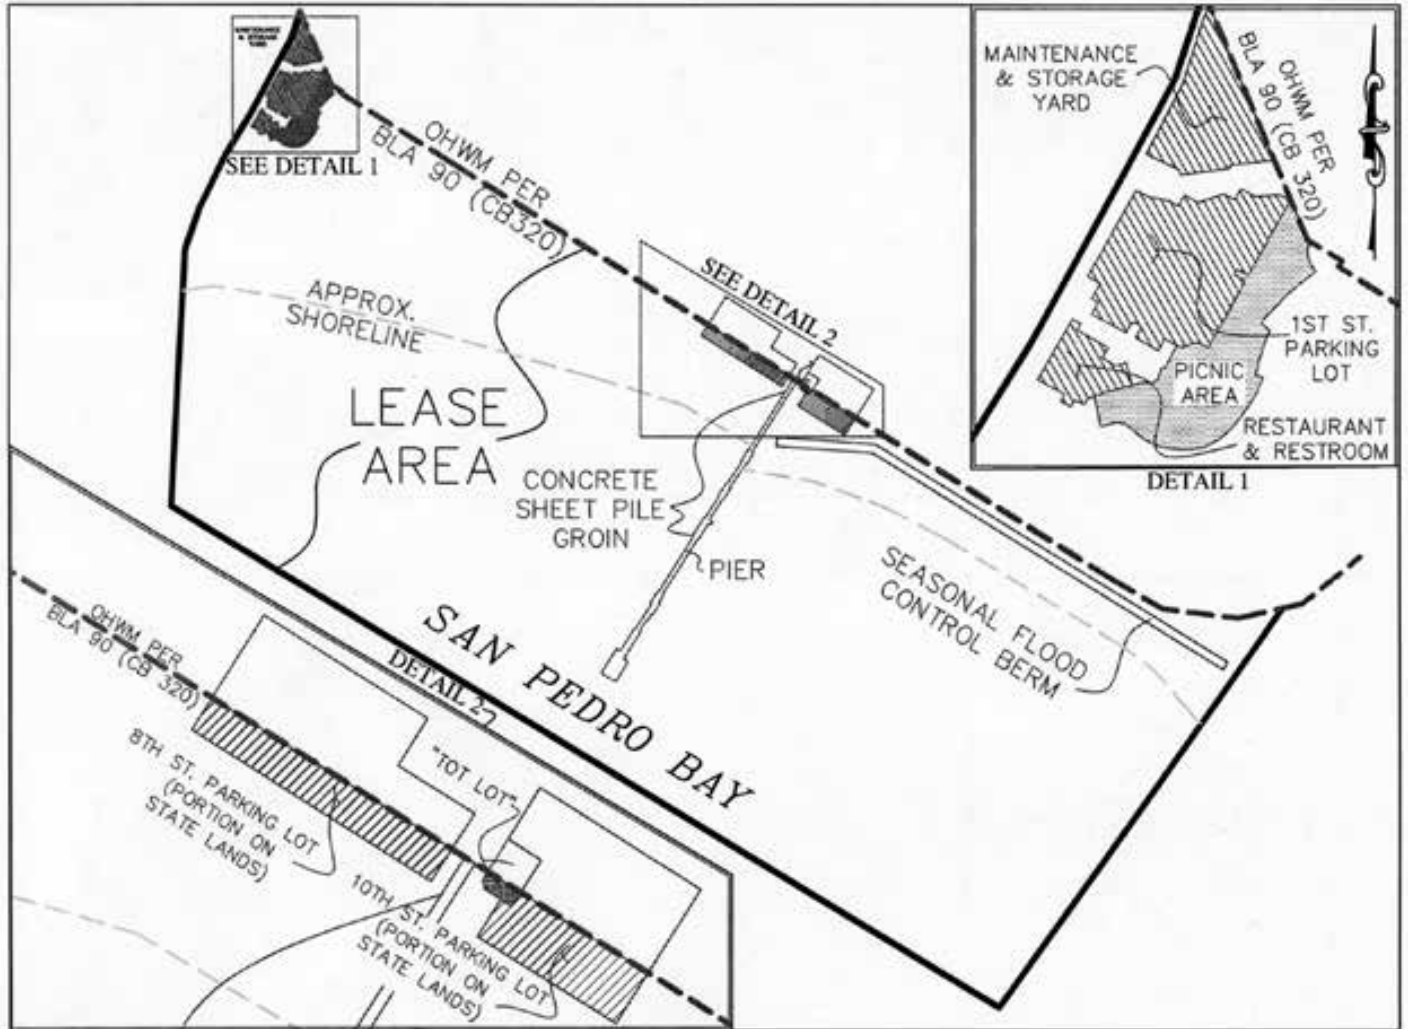 MAINTENANCE
& STORAGE
YARD
SEE DETAIL 1
OHWM PER
BLA 90 (CB320)
APPROX.
SHORELINE
LEASE
AREA
SEE DETAIL 2
CONCRETE
SHEET PILE
GROIN
PIER
SEASONAL FLOOD
CONTROL BERM
SAN PEDRO BAY
MAINTENANCE
& STORAGE
YARD
OHWM PER
BLA 90 (CB 320)
1ST ST.
PARKING
LOT
PICNIC
AREA
RESTAURANT
& RESTROOM
DETAIL 1
DETAIL 2
OHWM PER
BLA 90 (CB 320)
8TH ST. PARKING LOT
(PORTION ON
STATE LANDS)
"TOT LOT"
10TH ST. PARKING LOT
(PORTION ON
STATE LANDS)